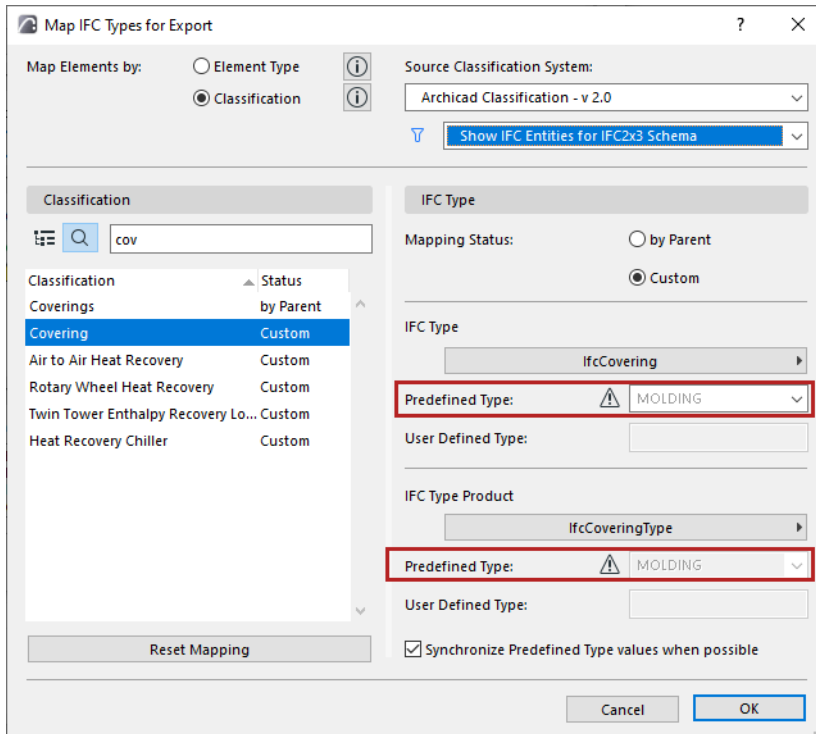 Map IFC Types for Export
? 
Map Elements by:
Element Type
Classification
Source Classification System:
Archicad Classification - v 2.0
Show IFC Entities for IFC2x3 Schema
Classification
cov
Classification Status
Coverings by Parent
Covering Custom
Air to Air Heat Recovery Custom
Rotary Wheel Heat Recovery Custom
Twin Tower Enthalpy Recovery Lo... Custom
Heat Recovery Chiller Custom
Reset Mapping
IFC Type
Mapping Status:
by Parent
Custom
IFC Type
IfcCovering
Predefined Type: MOLDING
User Defined Type:
IFC Type Product
IfcCoveringType
Predefined Type: MOLDING
User Defined Type:
Synchronize Predefined Type values when possible
Cancel OK